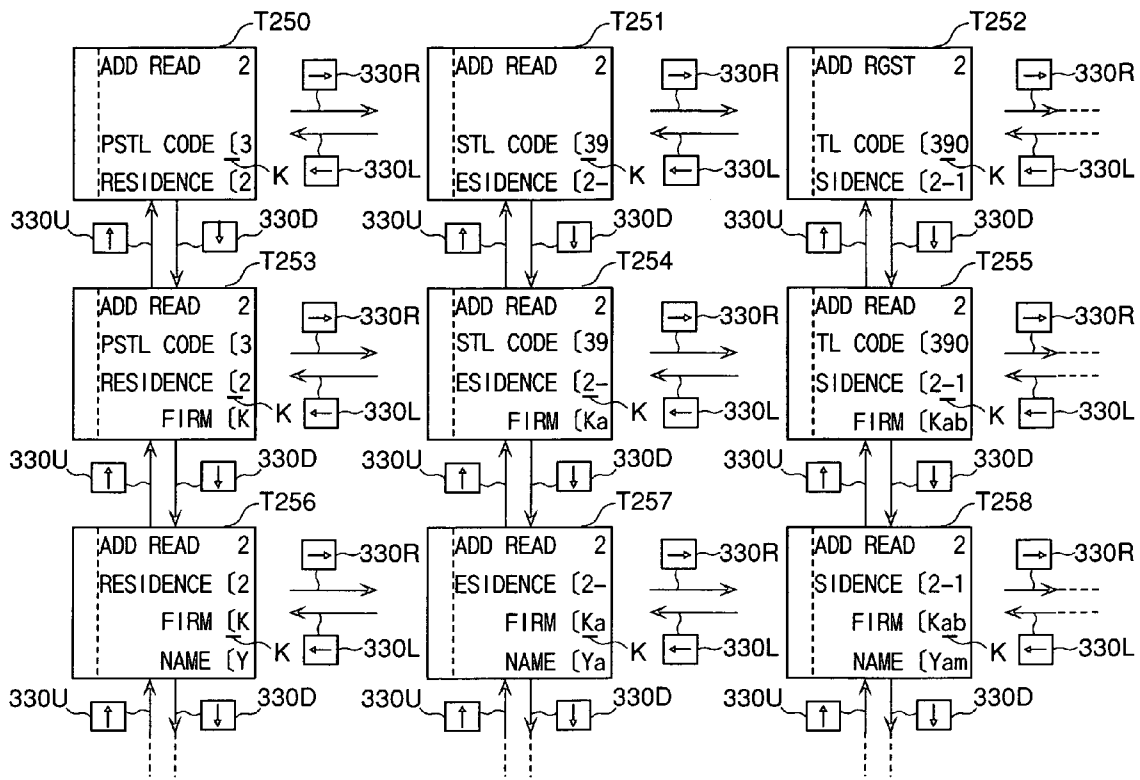 T250 T251 T252
ADD READ 2 330R ADD READ 2 330R ADD RGST 2 330R
PSTL CODE [3 STL CODE [39 TL CODE [390
RESIDENCE [2 K 330L ESIDENCE [2- K 330L SIDENCE [2-1 K 330L
330U 330D 330U 330D 330U 330D
T253 T254 T255
ADD READ 2 330R ADD READ 2 330R ADD READ 2 330R
PSTL CODE [3 STL CODE [39 TL CODE [390
RESIDENCE [2 ESIDENCE [2- SIDENCE [2-1
FIRM [K K 330L FIRM [Ka K 330L FIRM [Kab K 330L
330U 330D 330U 330D 330U 330D
T256 T257 T258
ADD READ 2 330R ADD READ 2 330R ADD READ 2 330R
RESIDENCE [2 ESIDENCE [2- SIDENCE [2-1
FIRM [K FIRM [Ka FIRM [Kab
NAME [Y K 330L NAME [Ya K 330L NAME [Yam K 330L
330U 330D 330U 330D 330U 330D